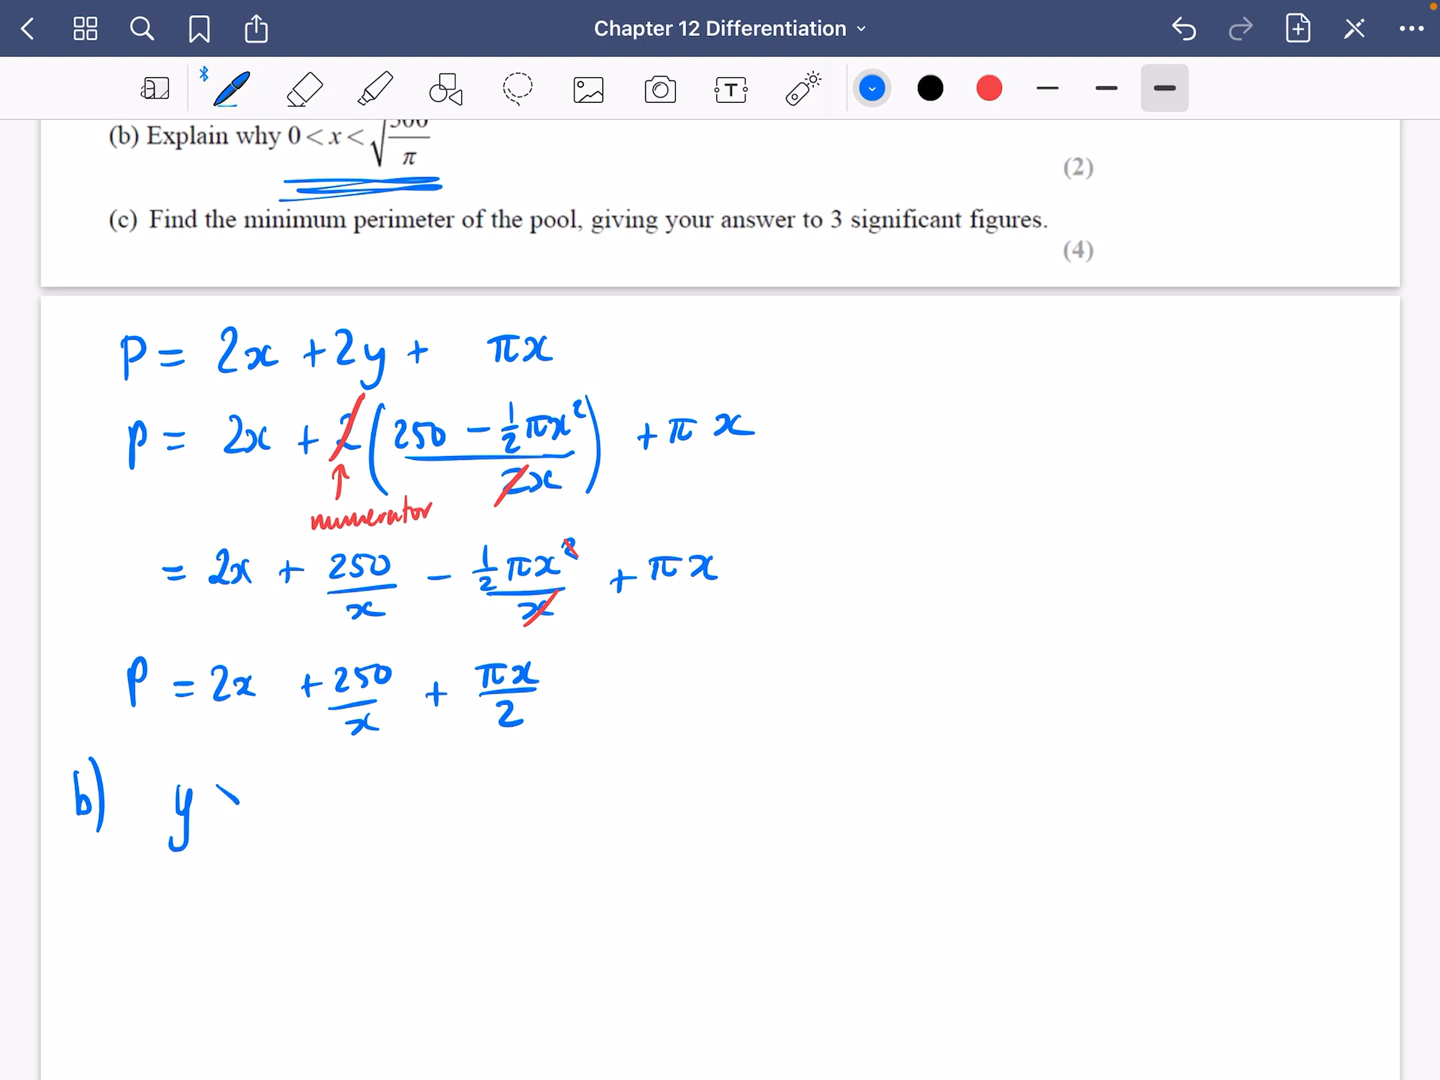 Chapter 12 Differentiation
(b) Explain why 0 < x < √(500/π)
(2)
(c) Find the minimum perimeter of the pool, giving your answer to 3 significant figures.
(4)
P = 2x + 2y + πx
P = 2x + 2((250 − ½πx²)/2x) + πx
numerator
= 2x + 250/x − ½πx²/x + πx
P = 2x + 250/x + πx/2
b) y